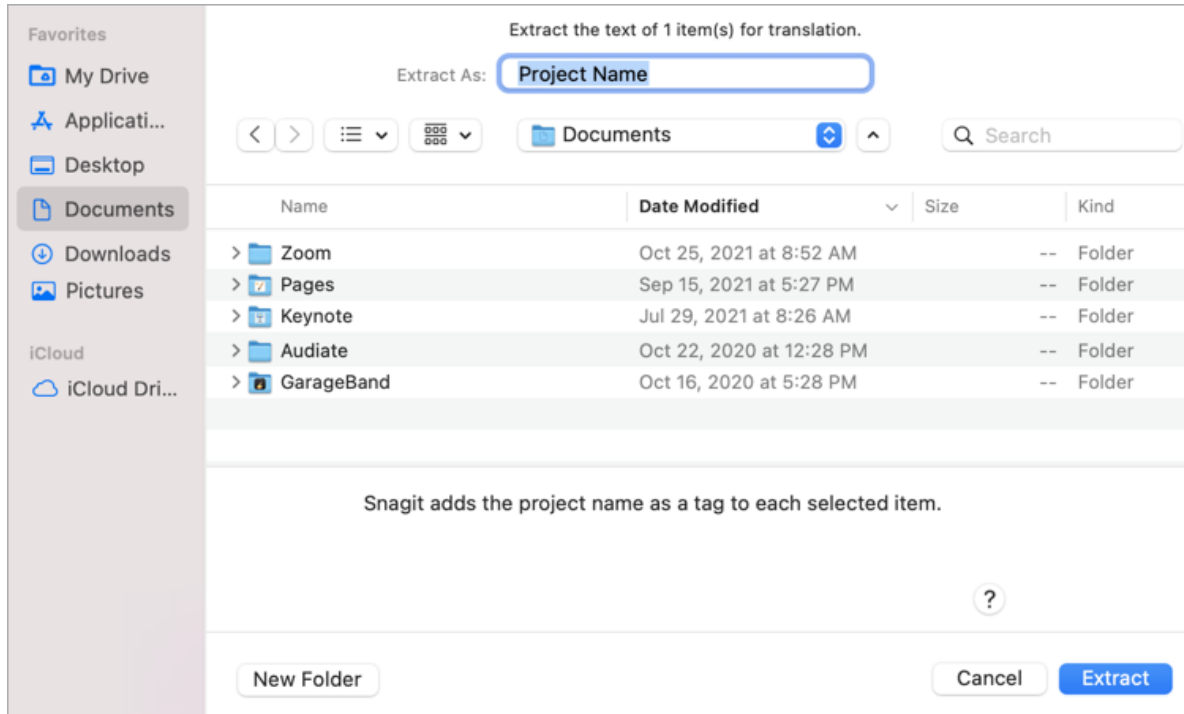 Favorites
My Drive
Applicati...
Desktop
Documents
Downloads
Pictures
iCloud
iCloud Dri...
Extract the text of 1 item(s) for translation.
Extract As: Project Name
Documents
Search
Name Date Modified Size Kind
Zoom Oct 25, 2021 at 8:52 AM -- Folder
Pages Sep 15, 2021 at 5:27 PM -- Folder
Keynote Jul 29, 2021 at 8:26 AM -- Folder
Audiate Oct 22, 2020 at 12:28 PM -- Folder
GarageBand Oct 16, 2020 at 5:28 PM -- Folder
Snagit adds the project name as a tag to each selected item.
?
New Folder Cancel Extract